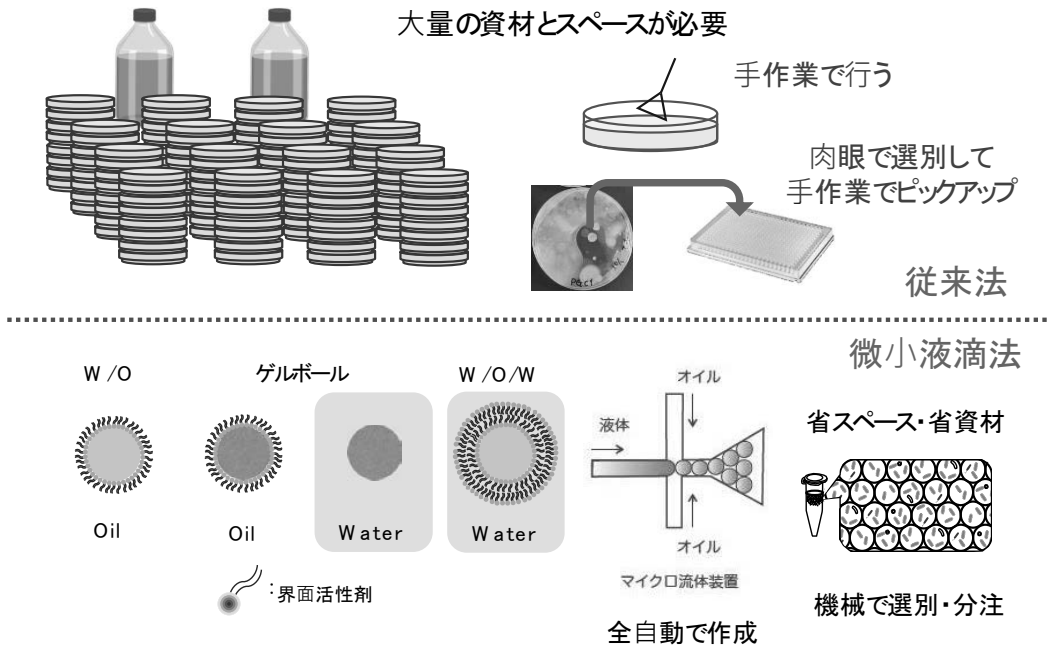 大量の資材とスペースが必要
手作業で行う
肉眼で選別して
手作業でピックアップ
従来法
微小液滴法
W/O
ゲルボール
W/O/W
オイル
液体
省スペース・省資材
Oil
Oil
Water
Water
オイル
:界面活性剤
マイクロ流体装置
機械で選別・分注
全自動で作成